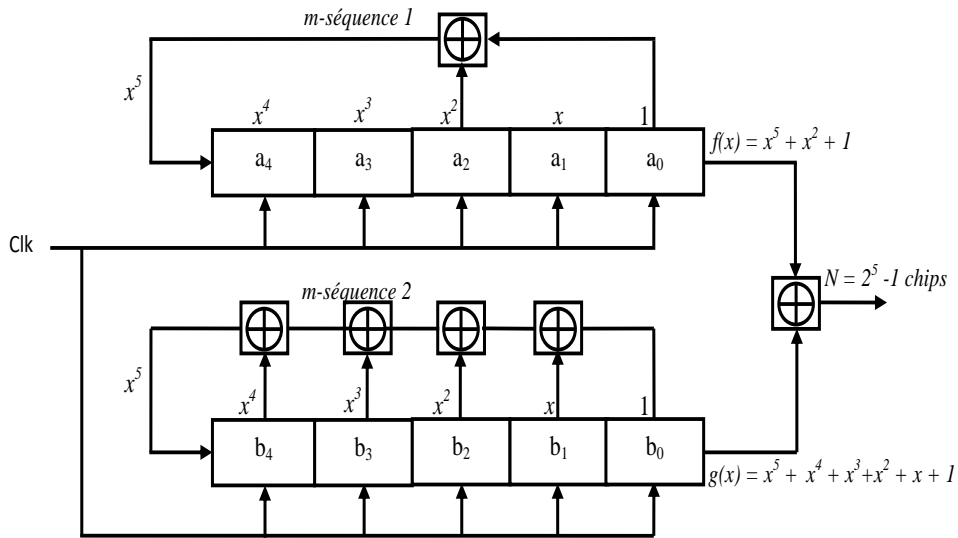 m-séquence 1
x^5
x^4 x^3 x^2 x 1
a₄ a₃ a₂ a₁ a₀
f(x) = x^5 + x^2 + 1
Clk
N = 2^5 -1 chips
m-séquence 2
x^5
x^4 x^3 x^2 x 1
b₄ b₃ b₂ b₁ b₀
g(x) = x^5 + x^4 + x^3 +x^2 + x + 1